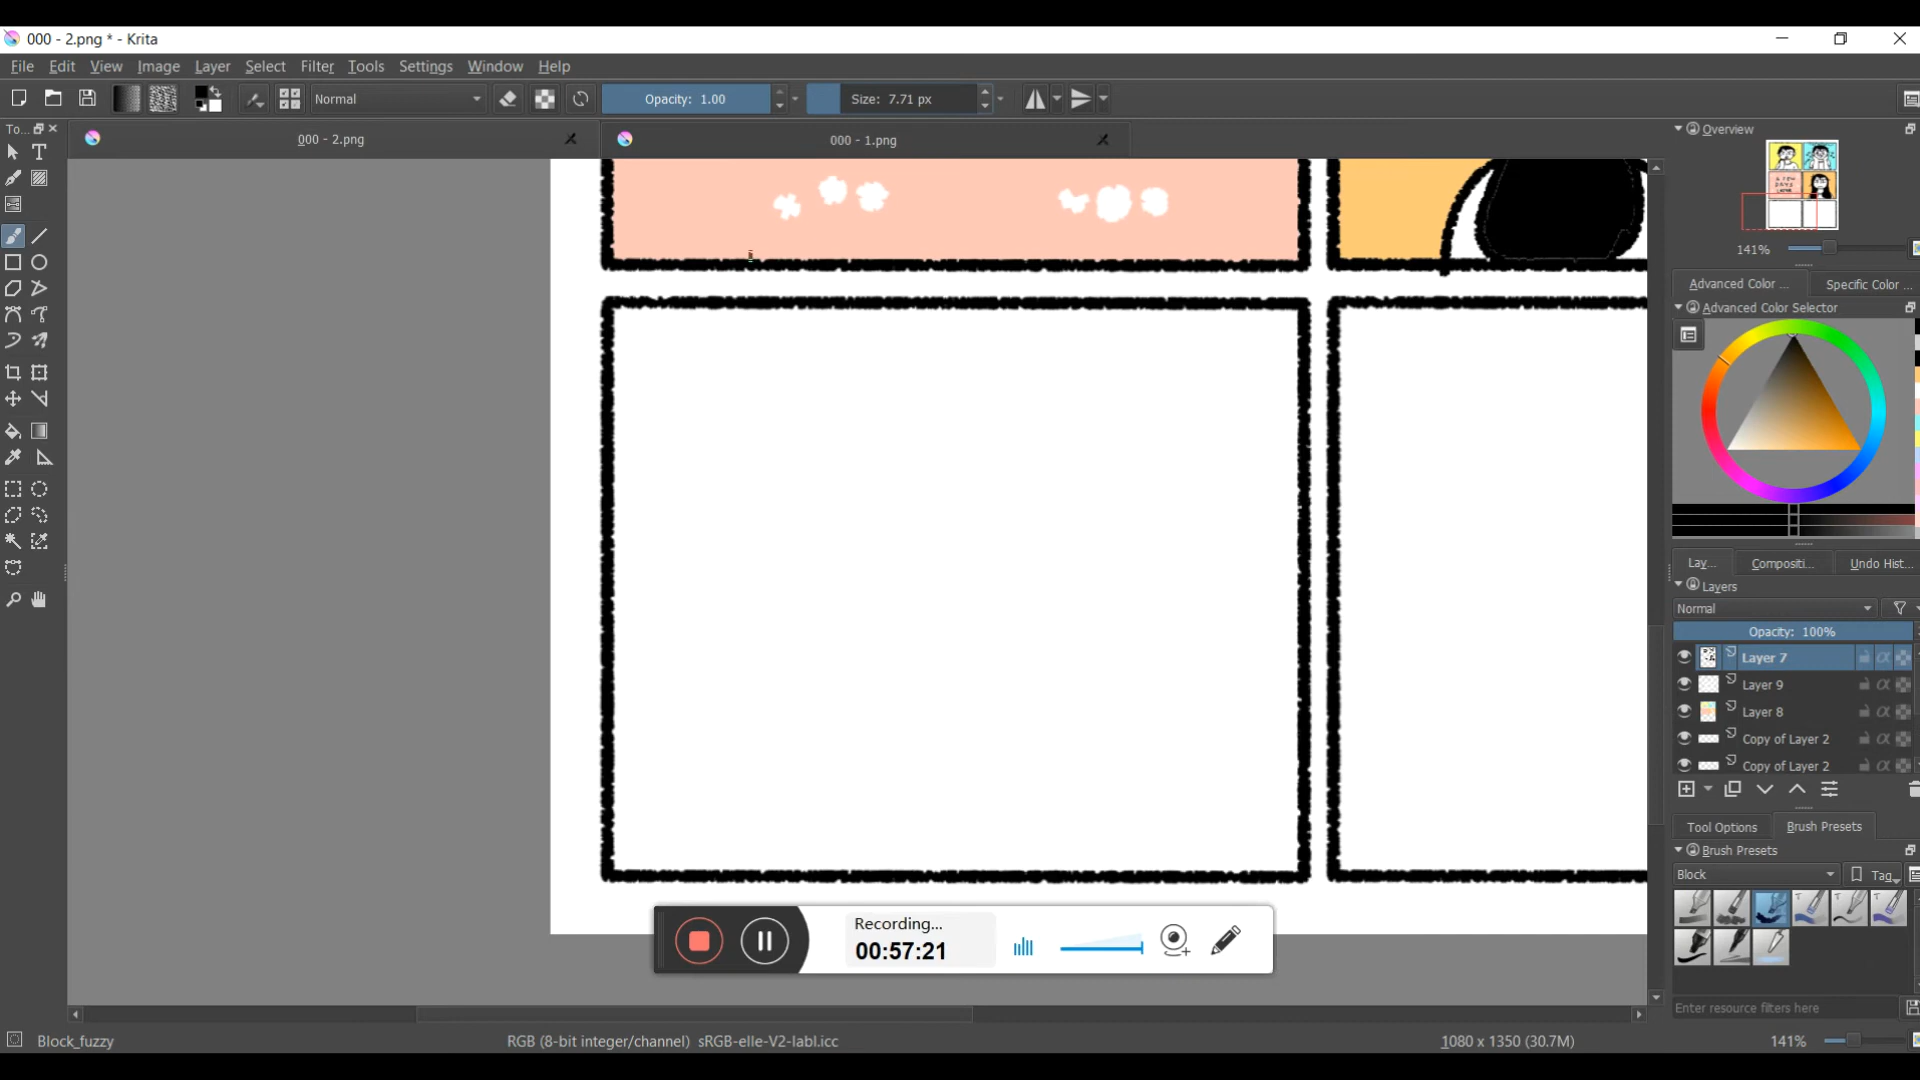 000 - 2.png * - Krita
File Edit View Image Layer Select Filter Tools Settings Window Help
Normal Opacity: 1.00 Size: 7.71 px
To... 000 - 2.png 000 - 1.png
Overview
141%
Advanced Color ... Specific Color ...
Advanced Color Selector
Lay... Compositi... Undo Hist...
Layers
Normal
Opacity: 100%
Layer 7
Layer 9
Layer 8
Copy of Layer 2
Copy of Layer 2
Tool Options Brush Presets
Brush Presets
Block Tag
Recording...
00:57:21
Enter resource filters here
Block_fuzzy RGB (8-bit integer/channel) sRGB-elle-V2-labl.icc 1080 x 1350 (30.7M) 141%